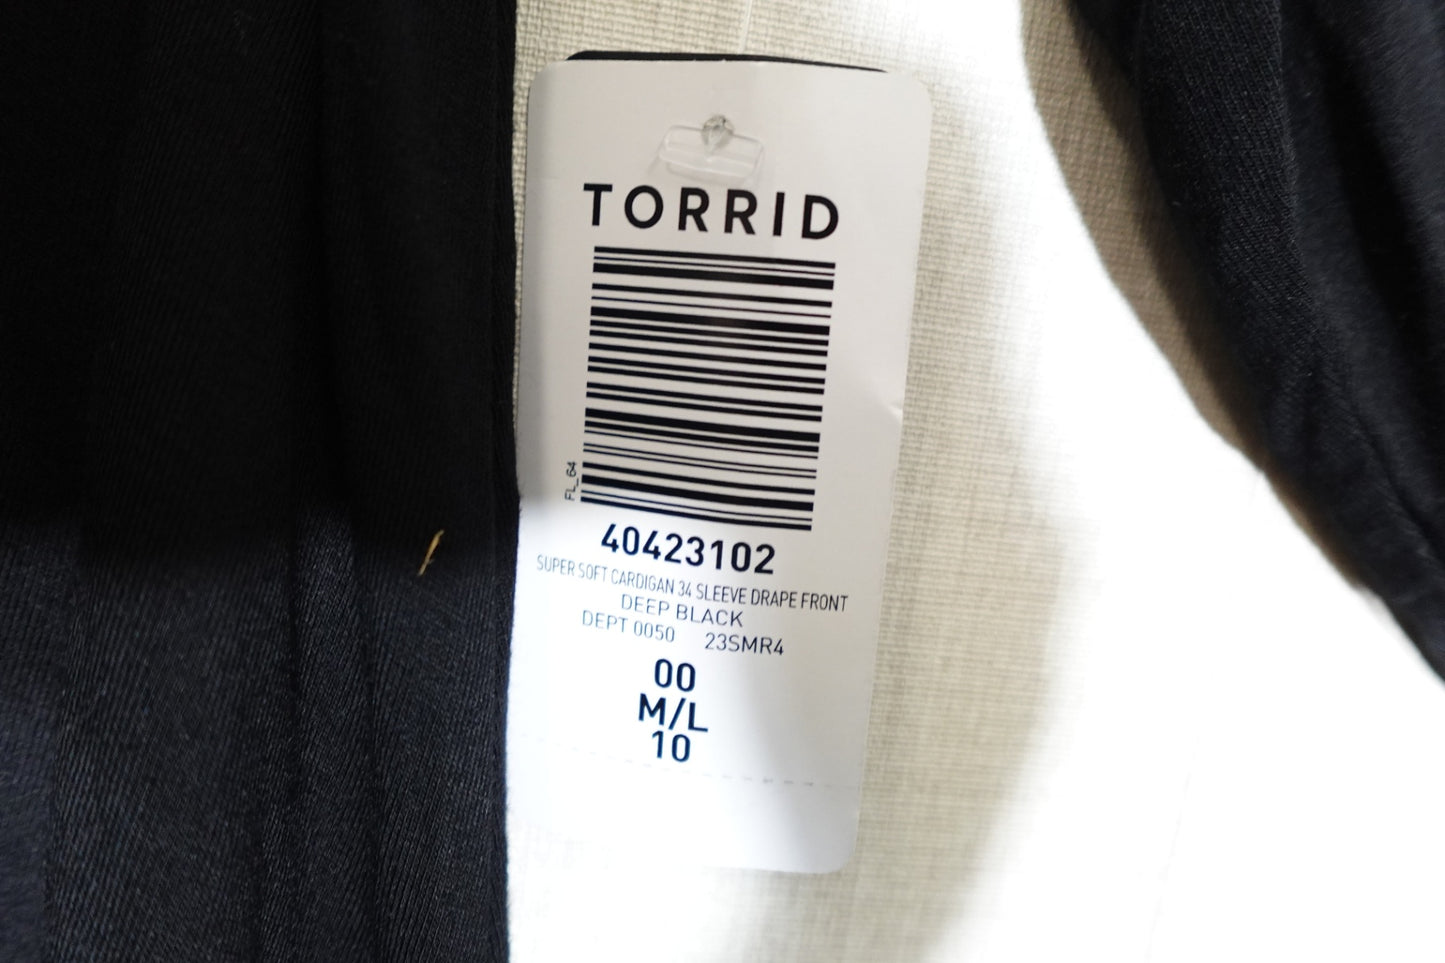 TORRID
FL_64
40423102
SUPER SOFT CARDIGAN 34 SLEEVE DRAPE FRONT
DEEP BLACK
DEPT 0050 23SMR4
00
M/L
10